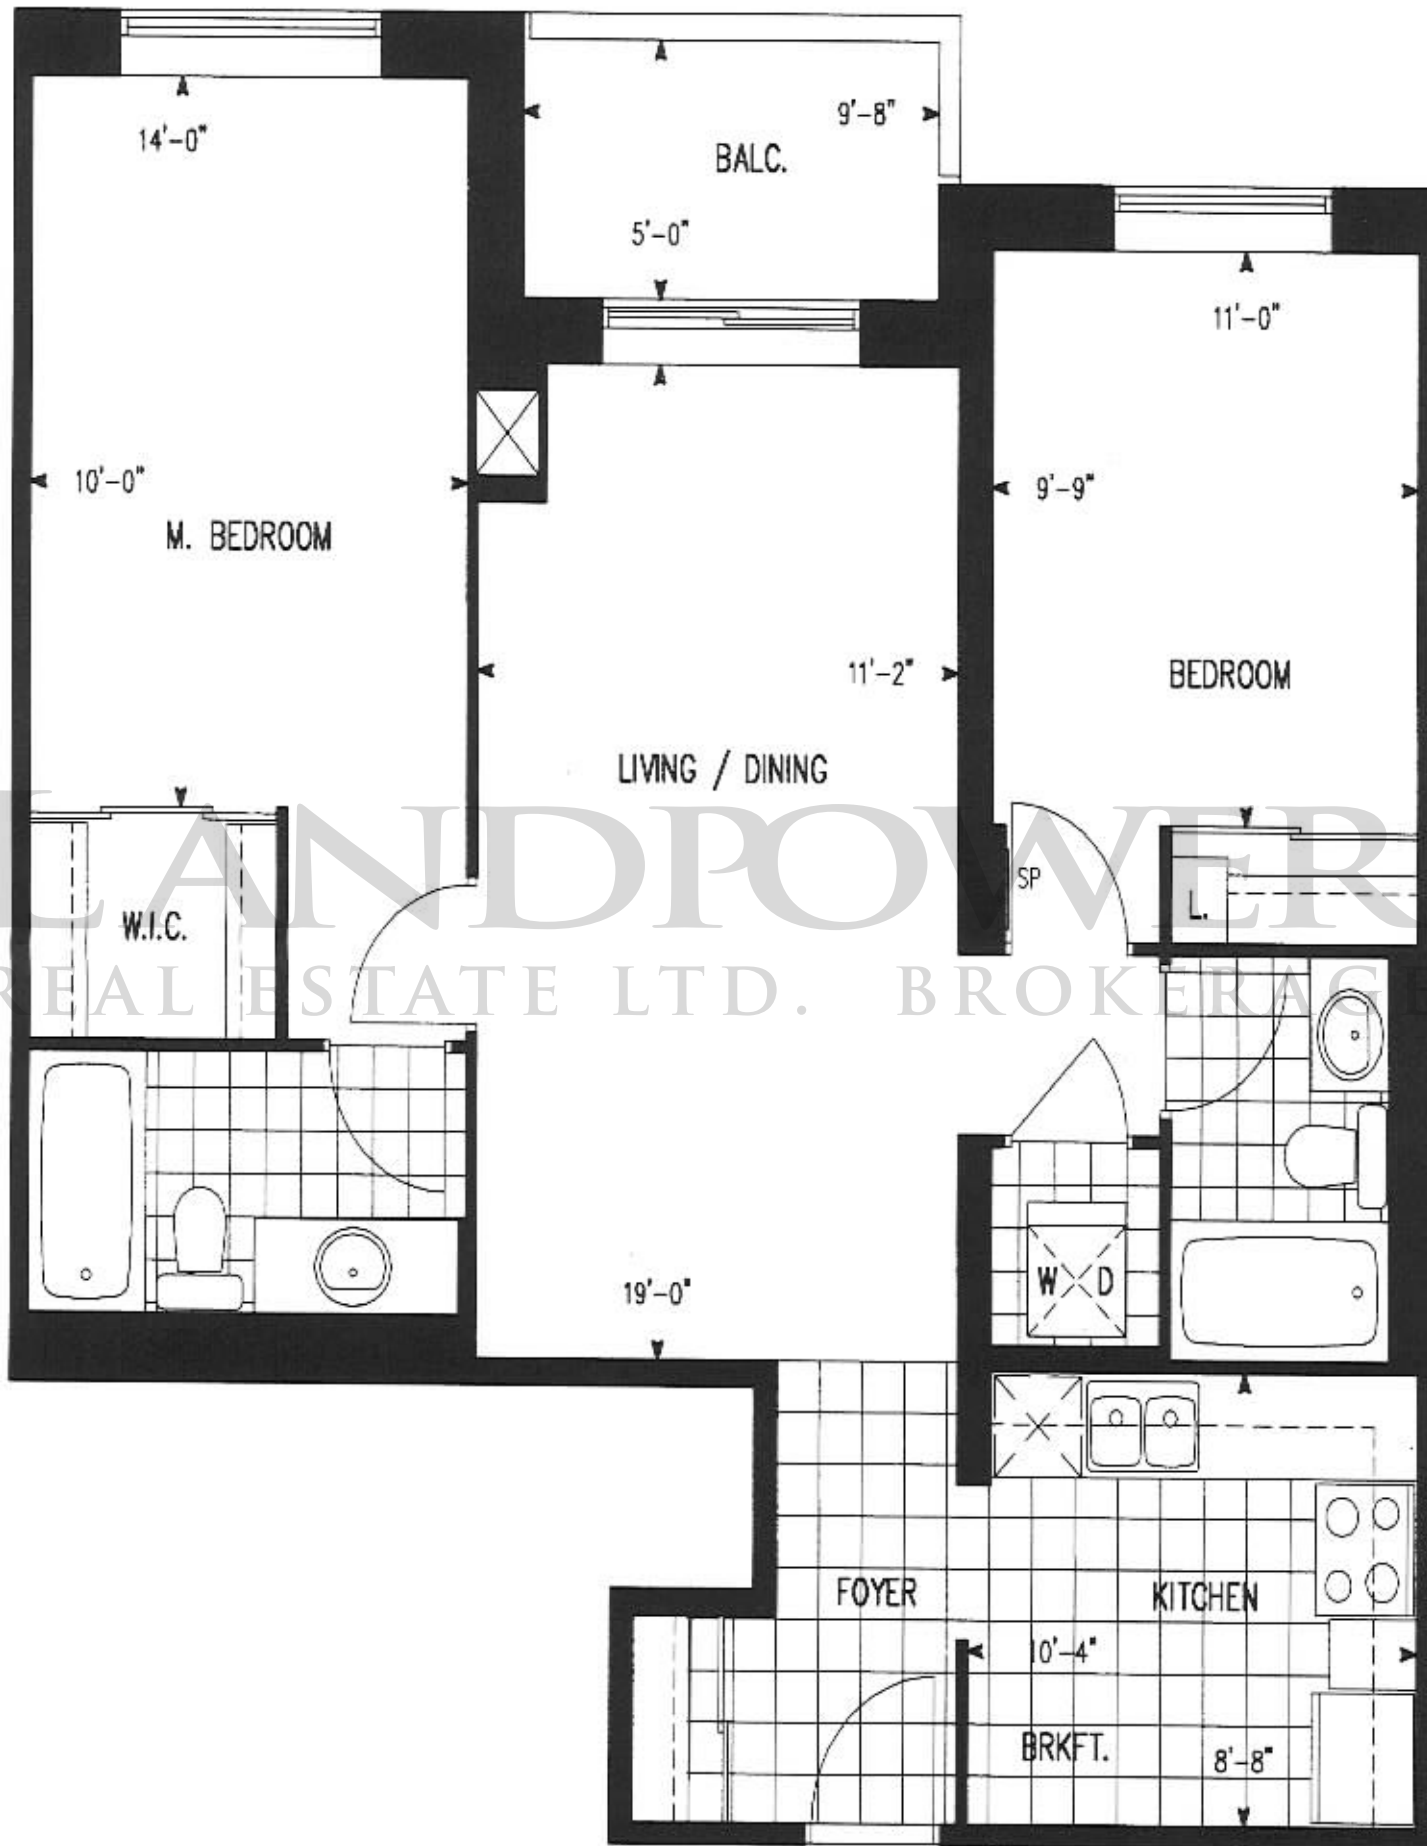 14'-0"
9'-8"
BALC.
5'-0"
11'-0"
10'-0"
9'-9"
M. BEDROOM
11'-2"
BEDROOM
LIVING / DINING
LANDPOWER
SP
L.
W.I.C.
REAL ESTATE LTD. BROKERAGE
W D
19'-0"
FOYER
KITCHEN
10'-4"
BRKFT.
8'-8"